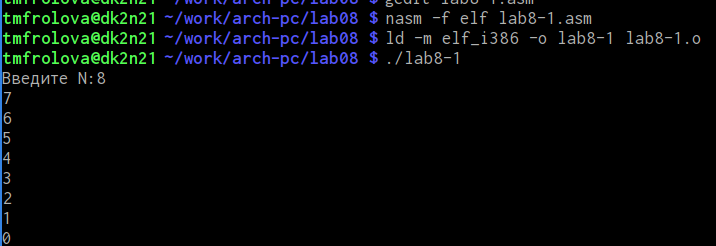 tmfrolova@dk2n21 ~/work/arch-pc/lab08 $ gedit lab8-1.asm
tmfrolova@dk2n21 ~/work/arch-pc/lab08 $ nasm -f elf lab8-1.asm
tmfrolova@dk2n21 ~/work/arch-pc/lab08 $ ld -m elf_i386 -o lab8-1 lab8-1.o
tmfrolova@dk2n21 ~/work/arch-pc/lab08 $ ./lab8-1
Введите N:8
7
6
5
4
3
2
1
0